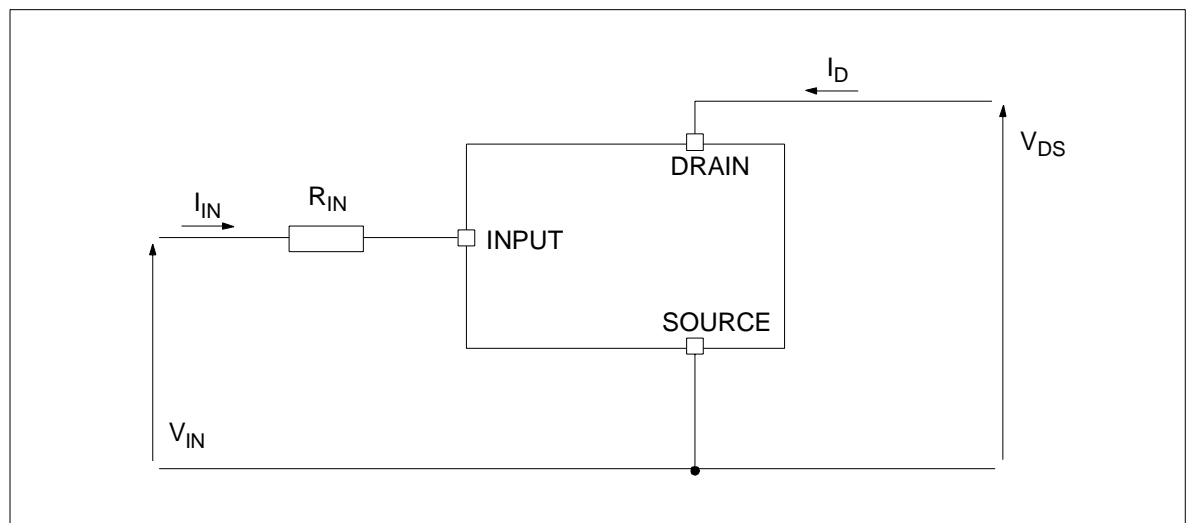 I_D
DRAIN
V_DS
I_IN
R_IN
INPUT
SOURCE
V_IN